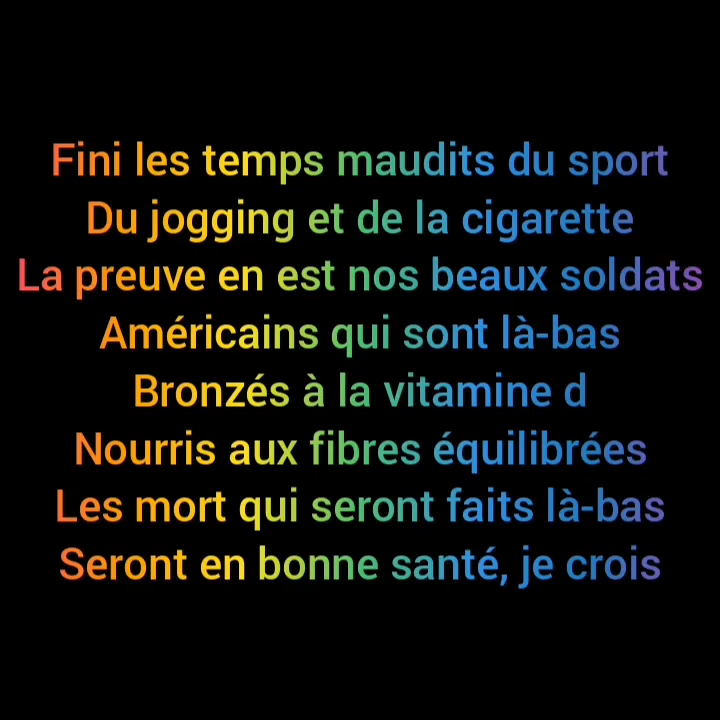 Fini les temps maudits du sport
Du jogging et de la cigarette
La preuve en est nos beaux soldats
Américains qui sont là-bas
Bronzés à la vitamine d
Nourris aux fibres équilibrées
Les mort qui seront faits là-bas
Seront en bonne santé, je crois